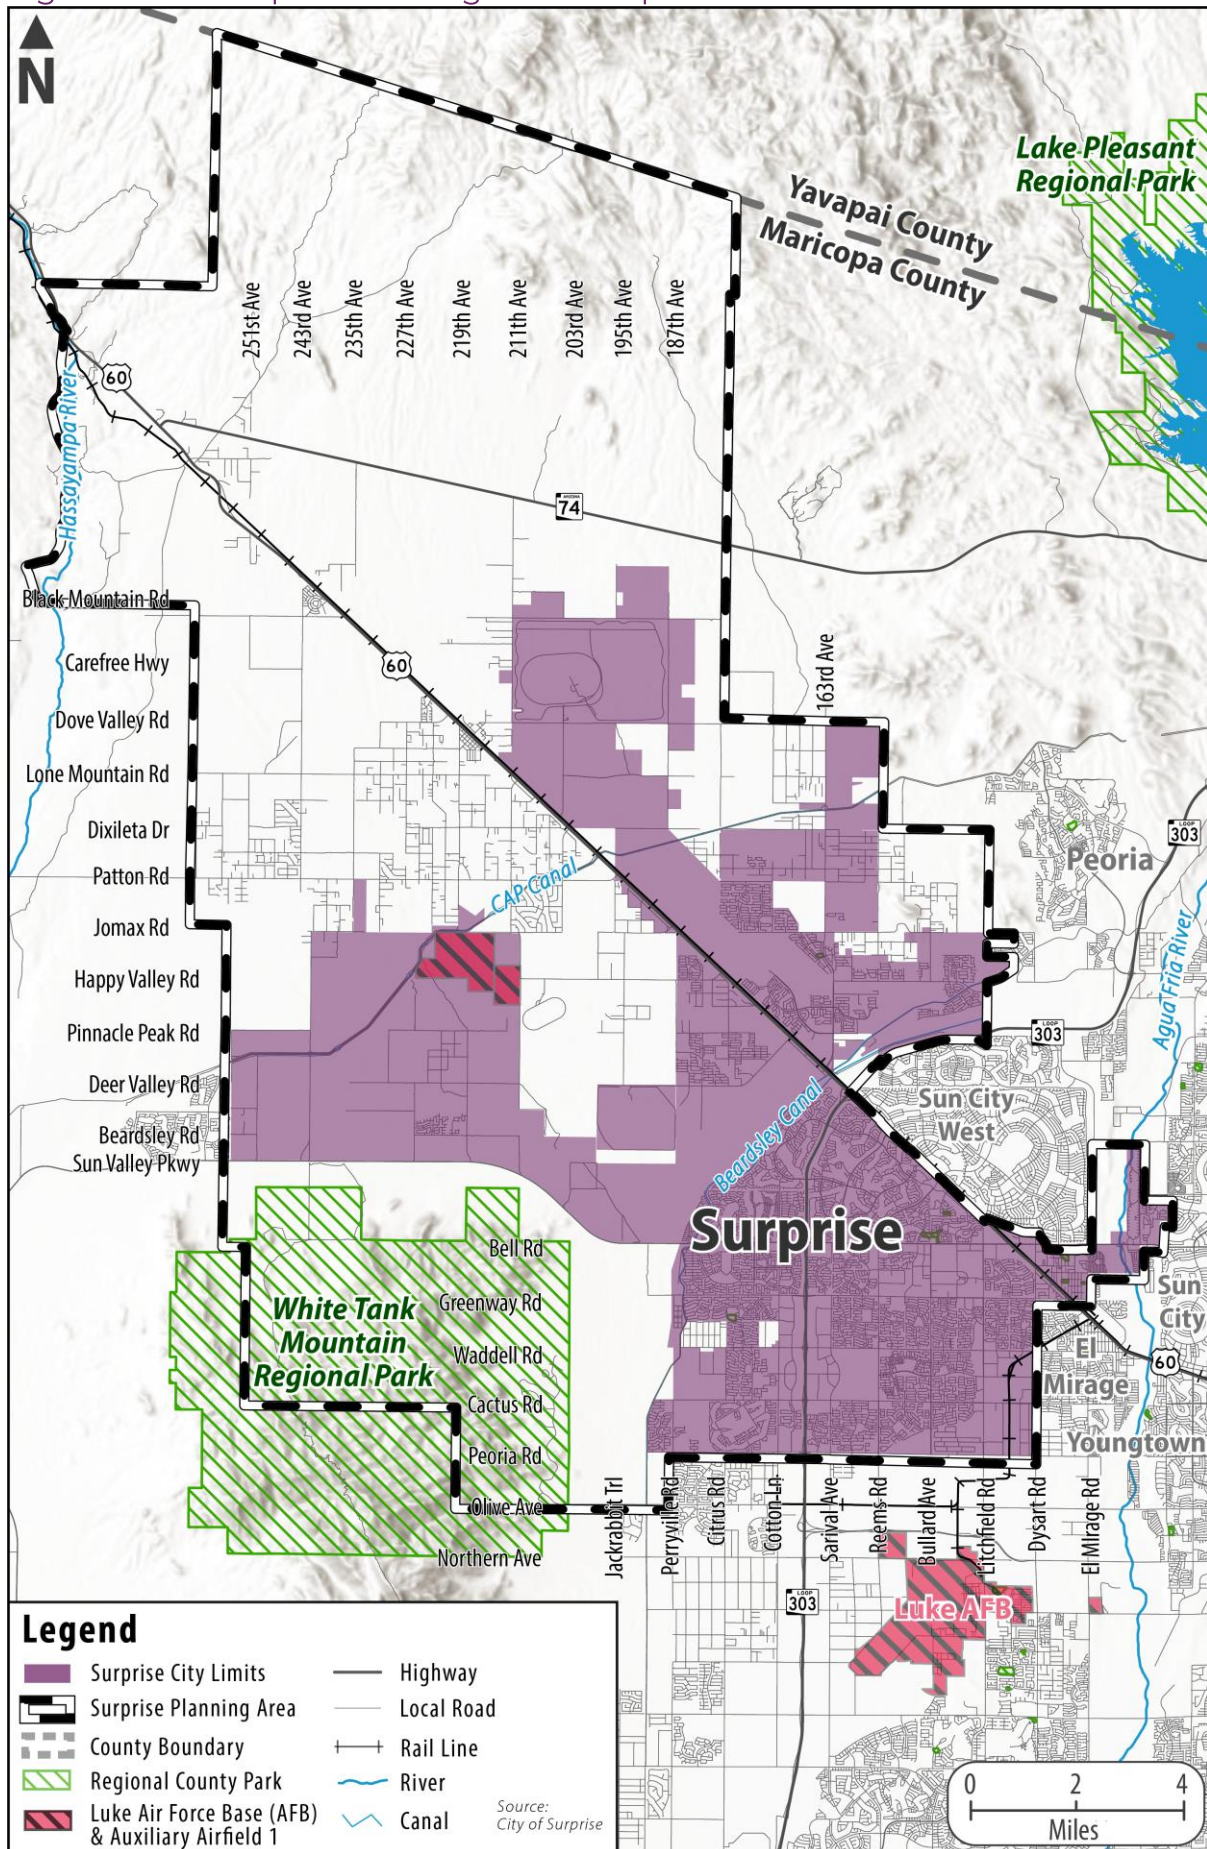 N
Lake Pleasant
Regional Park
Yavapai County
Maricopa County
251st Ave
243rd Ave
235th Ave
227th Ave
219th Ave
211th Ave
203rd Ave
195th Ave
187th Ave
60
Hassayampa River
ARIZONA
74
Black Mountain Rd
Carefree Hwy
60
163rd Ave
Dove Valley Rd
Lone Mountain Rd
Dixileta Dr
LOOP
303
Peoria
Patton Rd
CAP Canal
Jomax Rd
Happy Valley Rd
Agua Fria River
Pinnacle Peak Rd
LOOP
303
Deer Valley Rd
Sun City
West
Beardsley Canal
Beardsley Rd
Sun Valley Pkwy
Surprise
Bell Rd
Greenway Rd
White Tank
Mountain
Regional Park
Sun
City
Waddell Rd
El
Mirage
60
Cactus Rd
Peoria Rd
Youngtown
Olive Ave
Northern Ave
Jackrabbit Trl
Perryville Rd
Citrus Rd
Cotton Ln
Sarival Ave
Reems Rd
Bullard Ave
Litchfield Rd
Dysart Rd
El Mirage Rd
LOOP
303
Luke AFB
Legend
Surprise City Limits
Surprise Planning Area
County Boundary
Regional County Park
Luke Air Force Base (AFB)
& Auxiliary Airfield 1
Highway
Local Road
Rail Line
River
Canal
Source:
City of Surprise
0 2 4
Miles